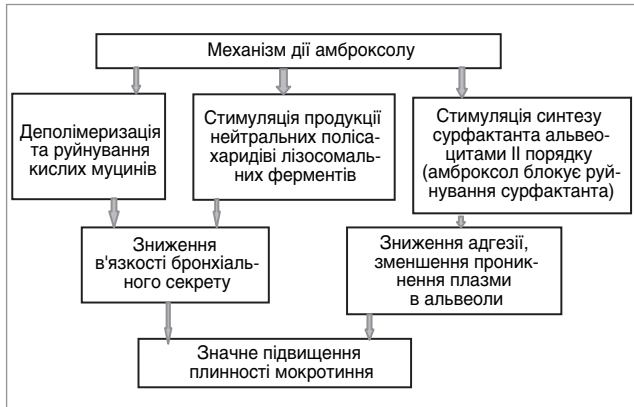 Механізм дії амброксолу
Деполімеризація
та руйнування
кислих муцинів
Стимуляція продукції
нейтральних поліса-
харидіві лізосомаль-
них ферментів
Стимуляція синтезу
сурфактанта альвео-
цитами II порядку
(амброксол блокує руй-
нування сурфактанта)
Зниження
в'язкості бронхіаль-
ного секрету
Зниження адгезії,
зменшення проник-
нення плазми
в альвеоли
Значне підвищення
плинності мокротиння